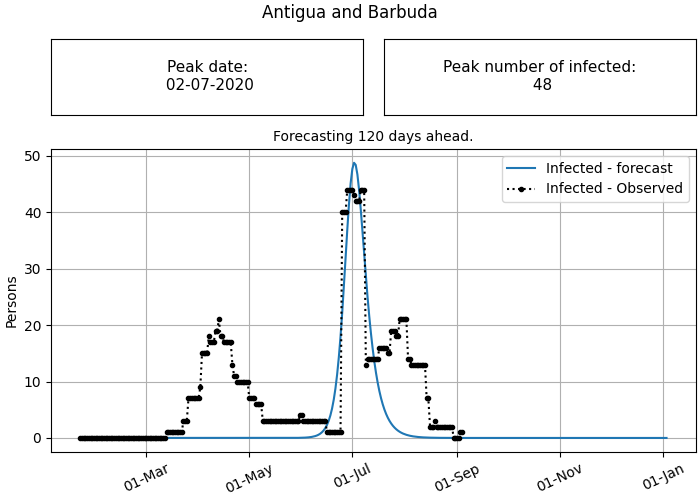 Antigua and Barbuda
Peak date:
02-07-2020
Peak number of infected:
48
Forecasting 120 days ahead.
Infected - forecast
Infected - Observed
Persons
50
40
30
20
10
0
01-Mar
01-May
01-Jul
01-Sep
01-Nov
01-Jan